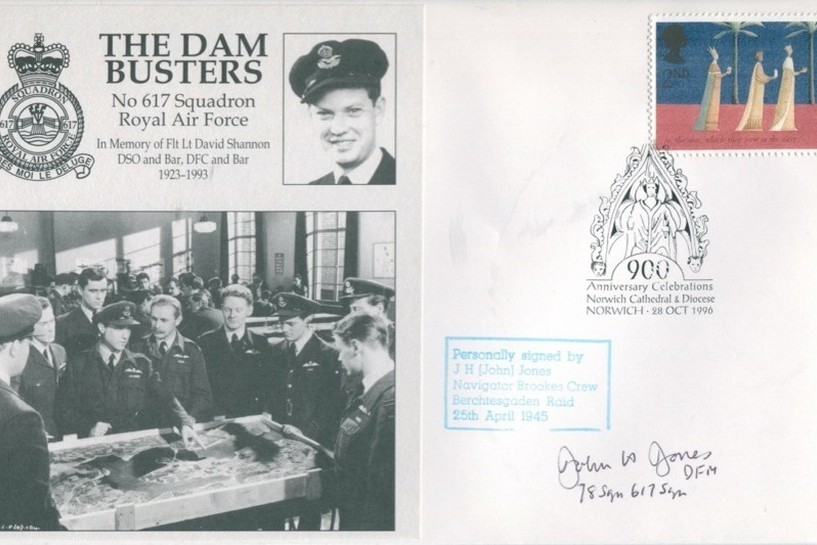 THE DAM
BUSTERS
No 617 Squadron
Royal Air Force
In Memory of Flt Lt David Shannon
DSO and Bar, DFC and Bar
1923–1993
SQUADRON
617 617
ROYAL AIR FORCE
APRÈS MOI LE DELUGE
2ND
900
Anniversary Celebrations
Norwich Cathedral & Diocese
NORWICH · 28 OCT 1996
Personally signed by
J H [John] Jones
Navigator Brookes Crew
Berchtesgaden Raid
25th April 1945
John H Jones
DFM
78 Sqn 617 Sqn